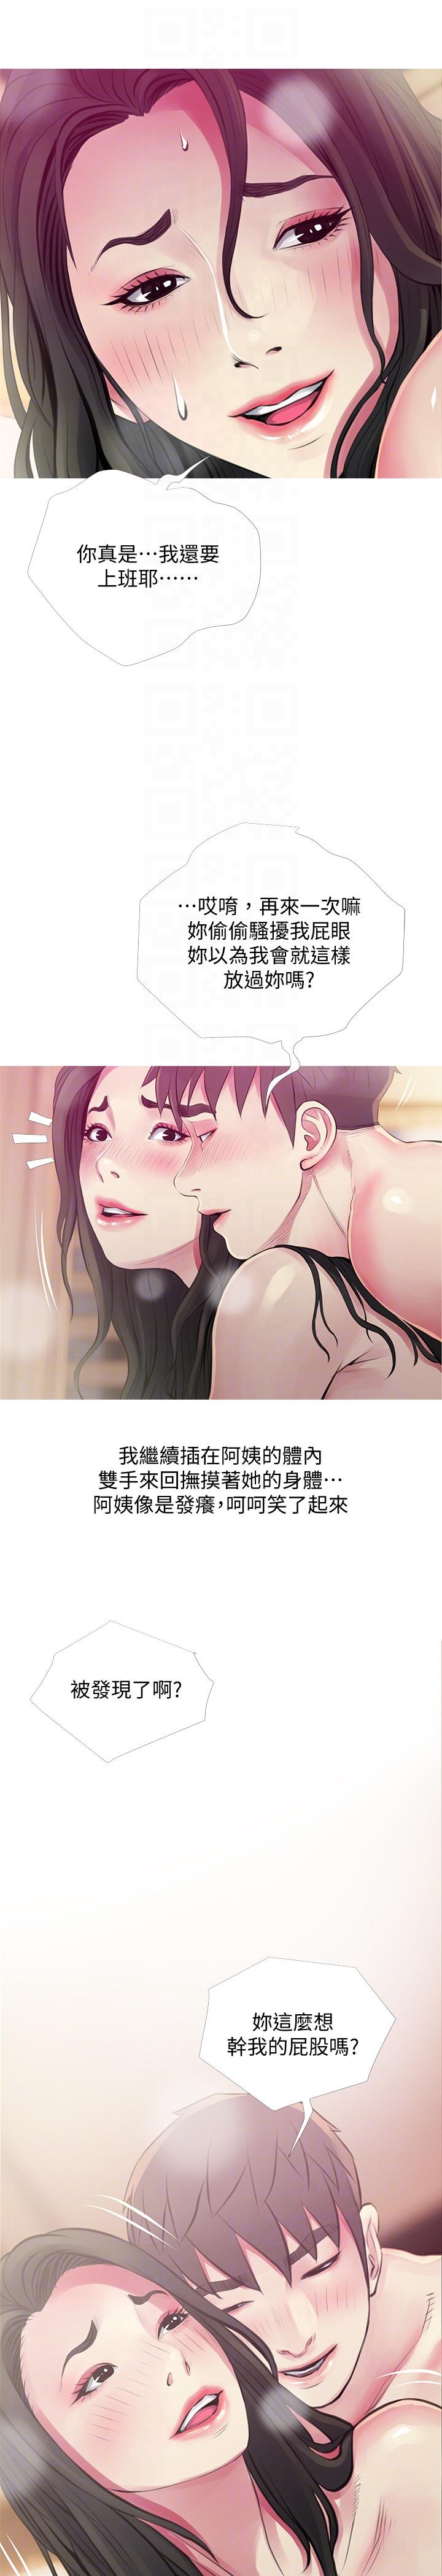 你真是…我還要
上班耶……
…哎唷，再來一次嘛
妳偷偷騷擾我屁眼
妳以為我會就這樣
放過妳嗎?
我繼續插在阿姨的體內
雙手來回撫摸著她的身體…
阿姨像是發癢，呵呵笑了起來
被發現了啊?
妳這麼想
幹我的屁股嗎?